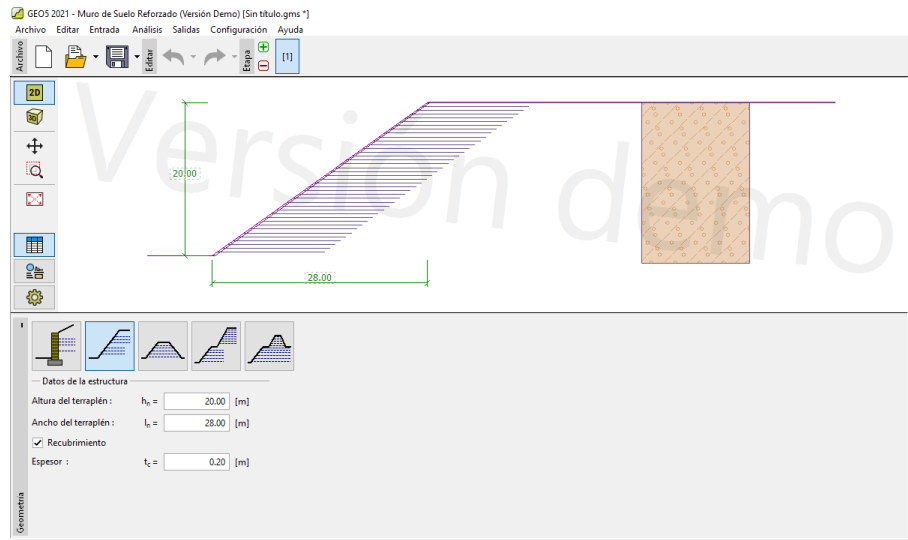 GEO5 2021 - Muro de Suelo Reforzado (Versión Demo) [Sin título.gms *]
Archivo Editar Entrada Análisis Salidas Configuración Ayuda
Archivo
Editar
Etapa
[1]
2D
3D
Versión demo
20.00
28.00
Datos de la estructura
Altura del terraplén : hn = 20.00 [m]
Ancho del terraplén : ln = 28.00 [m]
Recubrimiento
Espesor : tc = 0.20 [m]
Geometría